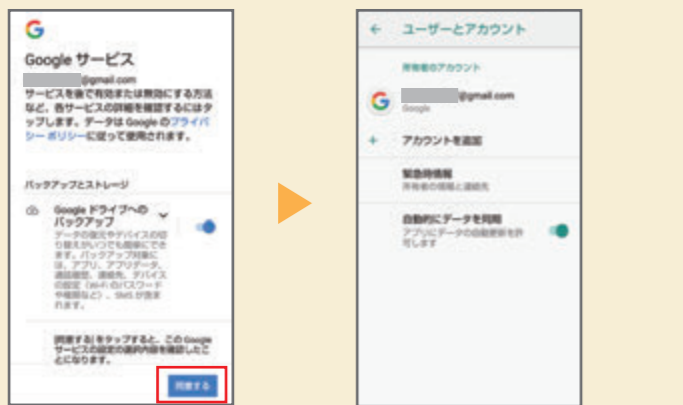 Google サービス
@gmail.com
サービスを後で有効または無効にする方法
など、各サービスの詳細を確認するにはタ
ップします。データは Google のプライバ
シー ポリシーに従って使用されます。
バックアップとストレージ
Google ドライブへの
バックアップ
データの復元やデバイスの切
り替えがいつでも簡単にでき
ます。バックアップ対象に
は、アプリ、アプリデータ、
通話履歴、連絡先、デバイス
の設定（Wi-Fi のパスワード
や権限など）、SMS が含ま
れます。
[同意する] をタップすると、この Google
サービスの設定の選択内容を確認したこ
とになります。
同意する
ユーザーとアカウント
所有者のアカウント
@gmail.com
Google
アカウントを追加
緊急時情報
所有者の情報と連絡先
自動的にデータを同期
アプリにデータの自動更新を許
可します